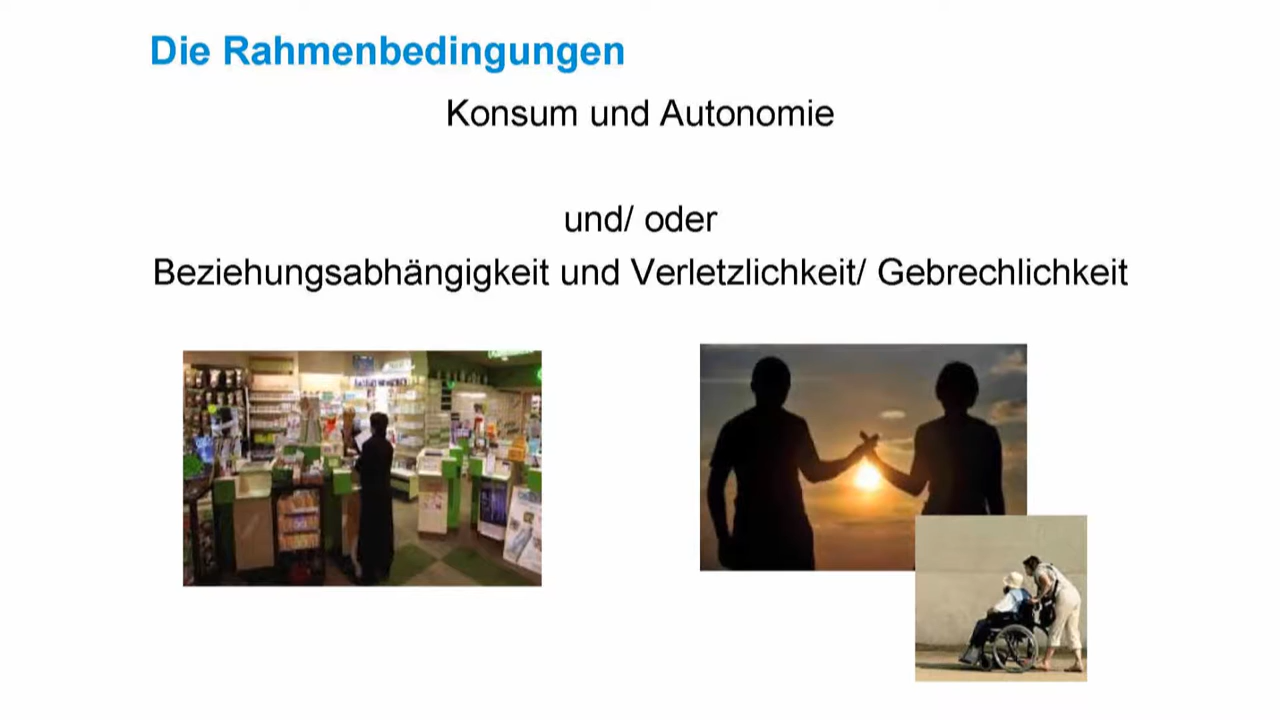 Die Rahmenbedingungen
Konsum und Autonomie
und/ oder
Beziehungsabhängigkeit und Verletzlichkeit/ Gebrechlichkeit